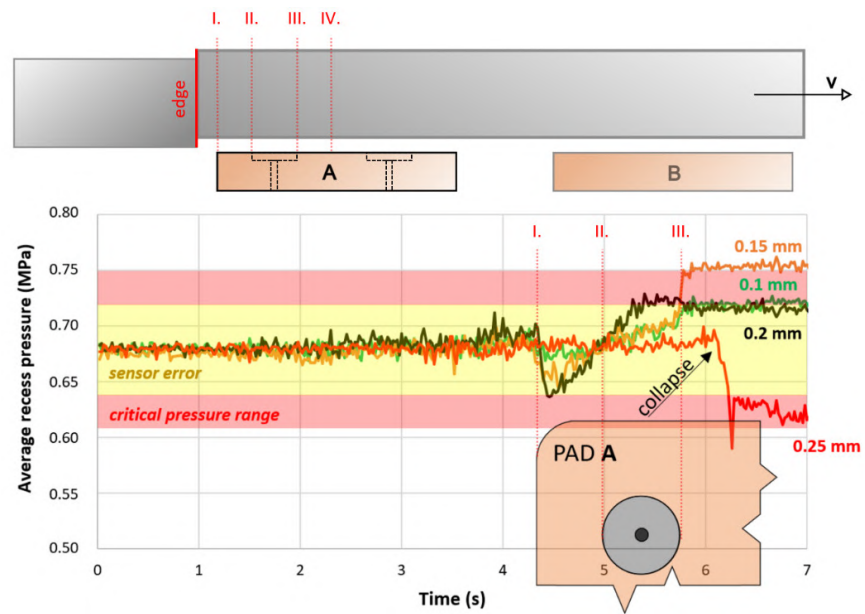 I. II. III. IV.
edge
v
A
B
Average recess pressure (MPa)
0.80
0.75
0.70
0.65
0.60
0.55
0.50
I. II. III.
0.15 mm
0.1 mm
0.2 mm
sensor error
critical pressure range
collapse
0.25 mm
PAD A
0 1 2 3 4 5 6 7
Time (s)